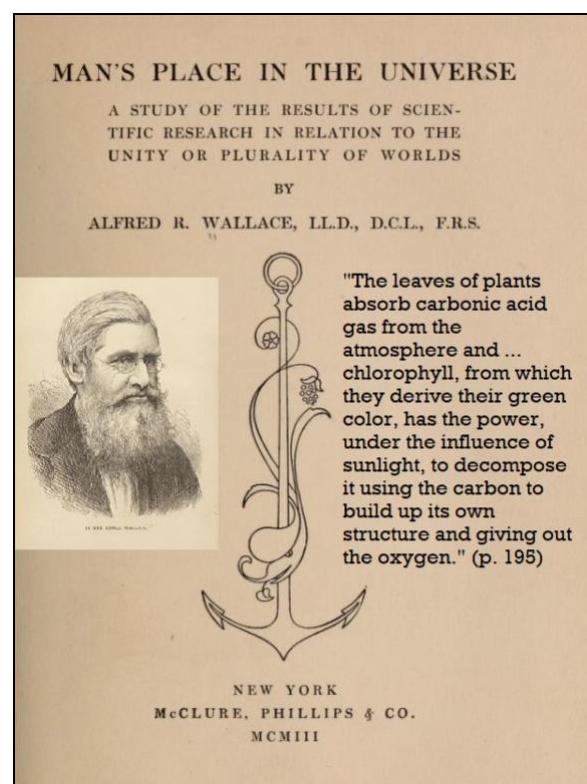 MAN'S PLACE IN THE UNIVERSE
A STUDY OF THE RESULTS OF SCIEN-
TIFIC RESEARCH IN RELATION TO THE
UNITY OR PLURALITY OF WORLDS
BY
ALFRED R. WALLACE, LL.D., D.C.L., F.R.S.
"The leaves of plants
absorb carbonic acid
gas from the
atmosphere and ...
chlorophyll, from which
they derive their green
color, has the power,
under the influence of
sunlight, to decompose
it using the carbon to
build up its own
structure and giving out
the oxygen." (p. 195)
NEW YORK
McCLURE, PHILLIPS & CO.
MCMIII